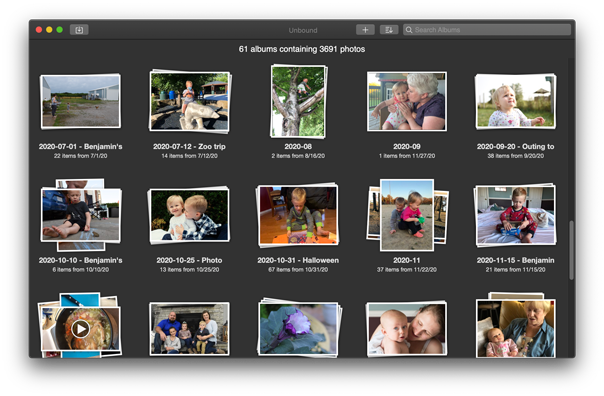 Unbound
Search Albums
61 albums containing 3691 photos
2020-07-01 - Benjamin's
22 items from 7/1/20
2020-07-12 - Zoo trip
14 items from 7/12/20
2020-08
2 items from 8/16/20
2020-09
1 items from 11/27/20
2020-09-20 - Outing to
38 items from 9/20/20
2020-10-10 - Benjamin's
6 items from 10/10/20
2020-10-25 - Photo
13 items from 10/25/20
2020-10-31 - Halloween
67 items from 10/31/20
2020-11
37 items from 11/22/20
2020-11-15 - Benjamin
21 items from 11/15/20